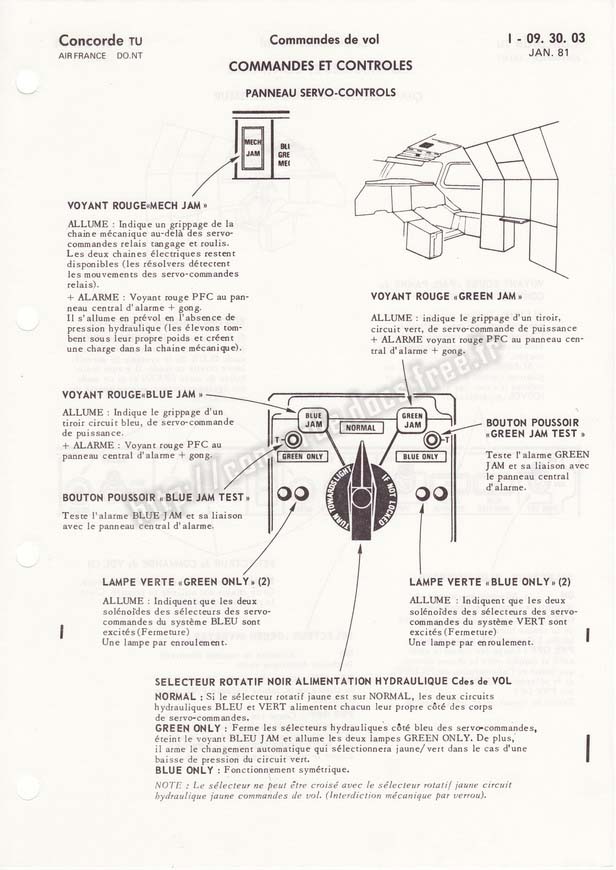 Concorde TU
AIR FRANCE DO.NT
Commandes de vol
I - 09. 30. 03
JAN. 81
COMMANDES ET CONTROLES
PANNEAU SERVO-CONTROLS
MECH
JAM
BLU
GRE
MEC
VOYANT ROUGE«MECH JAM»
ALLUME : Indique un grippage de la
chaine mécanique au-delà des servo-
commandes relais tangage et roulis.
Les deux chaines électriques restent
disponibles (les résolvers détectent
les mouvements des servo-commandes
relais).
+ ALARME : Voyant rouge PFC au pan-
neau central d'alarme + gong.
Il s'allume en prévol en l'absence de
pression hydraulique (les élevons tom-
bent sous leur propre poids et créent
une charge dans la chaine mécanique).
VOYANT ROUGE «GREEN JAM»
ALLUME : indique le grippage d'un tiroir,
circuit vert, de servo-commande de puissance
+ ALARME voyant rouge PFC au panneau cen-
tral d'alarme + gong.
VOYANT ROUGE«BLUE JAM»
ALLUME : Indique le grippage d'un
tiroir circuit bleu, de servo-commande
de puissance.
+ ALARME : Voyant rouge PFC au
panneau central d'alarme + gong.
BLUE
JAM
NORMAL
GREEN
JAM
T
T
GREEN ONLY
BLUE ONLY
TURN TOWARDS LIGHT
IF NOT LOCKED
BOUTON POUSSOIR
«GREEN JAM TEST»
Teste l'alarme GREEN
JAM et sa liaison avec
le panneau central
d'alarme.
BOUTON POUSSOIR «BLUE JAM TEST»
Teste l'alarme BLUE JAM et sa liaison
avec le panneau central d'alarme.
LAMPE VERTE «GREEN ONLY» (2)
ALLUME : Indiquent que les deux
solénoïdes des sélecteurs des servo-
commandes du système BLEU sont
excités (Fermeture)
Une lampe par enroulement.
LAMPE VERTE «BLUE ONLY» (2)
ALLUME : Indiquent que les deux
solénoïdes des sélecteurs des servo-
commandes du système VERT sont
excités (Fermeture)
Une lampe par enroulement.
SELECTEUR ROTATIF NOIR ALIMENTATION HYDRAULIQUE Cdes de VOL
NORMAL : Si le sélecteur rotatif jaune est sur NORMAL, les deux circuits
hydrauliques BLEU et VERT alimentent chacun leur propre côté des corps
de servo-commandes.
GREEN ONLY : Ferme les sélecteurs hydrauliques côté bleu des servo-commandes,
éteint le voyant BLEU JAM et allume les deux lampes GREEN ONLY. De plus,
il arme le changement automatique qui sélectionnera jaune/vert dans le cas d'une
baisse de pression du circuit vert.
BLUE ONLY : Fonctionnement symétrique.
NOTE : Le sélecteur ne peut être croisé avec le sélecteur rotatif jaune circuit
hydraulique jaune commandes de vol. (Interdiction mécanique par verrou).